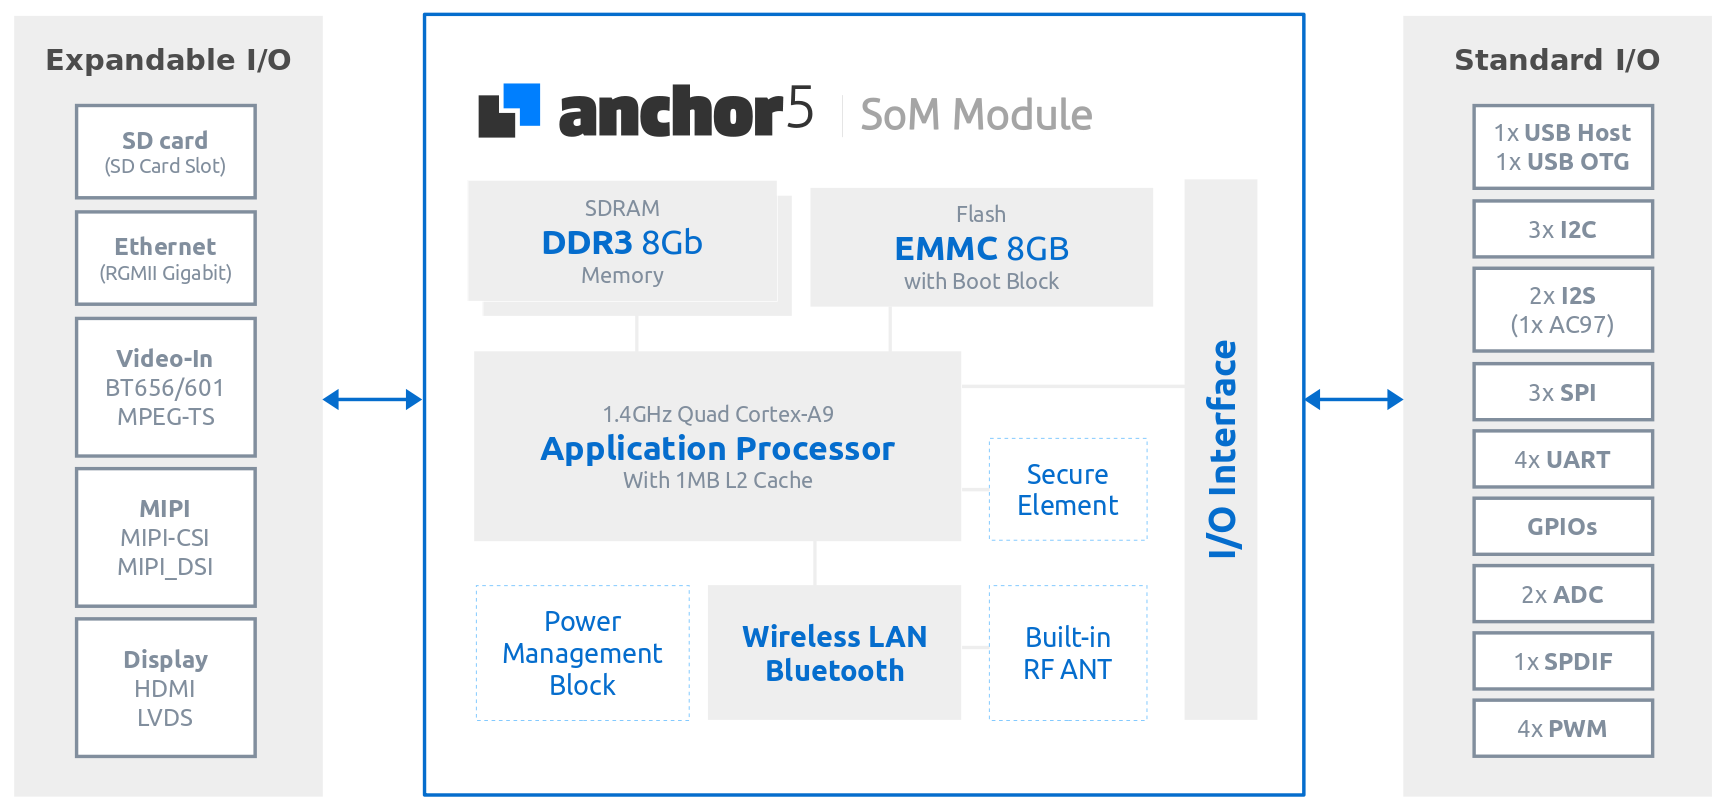 Expandable I/O
SD card
(SD Card Slot)
Ethernet
(RGMII Gigabit)
Video-In
BT656/601
MPEG-TS
MIPI
MIPI-CSI
MIPI_DSI
Display
HDMI
LVDS
anchor5 SoM Module
SDRAM
DDR3 8Gb
Memory
Flash
EMMC 8GB
with Boot Block
1.4GHz Quad Cortex-A9
Application Processor
With 1MB L2 Cache
Secure
Element
Power
Management
Block
Wireless LAN
Bluetooth
Built-in
RF ANT
I/O Interface
Standard I/O
1x USB Host
1x USB OTG
3x I2C
2x I2S
(1x AC97)
3x SPI
4x UART
GPIOs
2x ADC
1x SPDIF
4x PWM